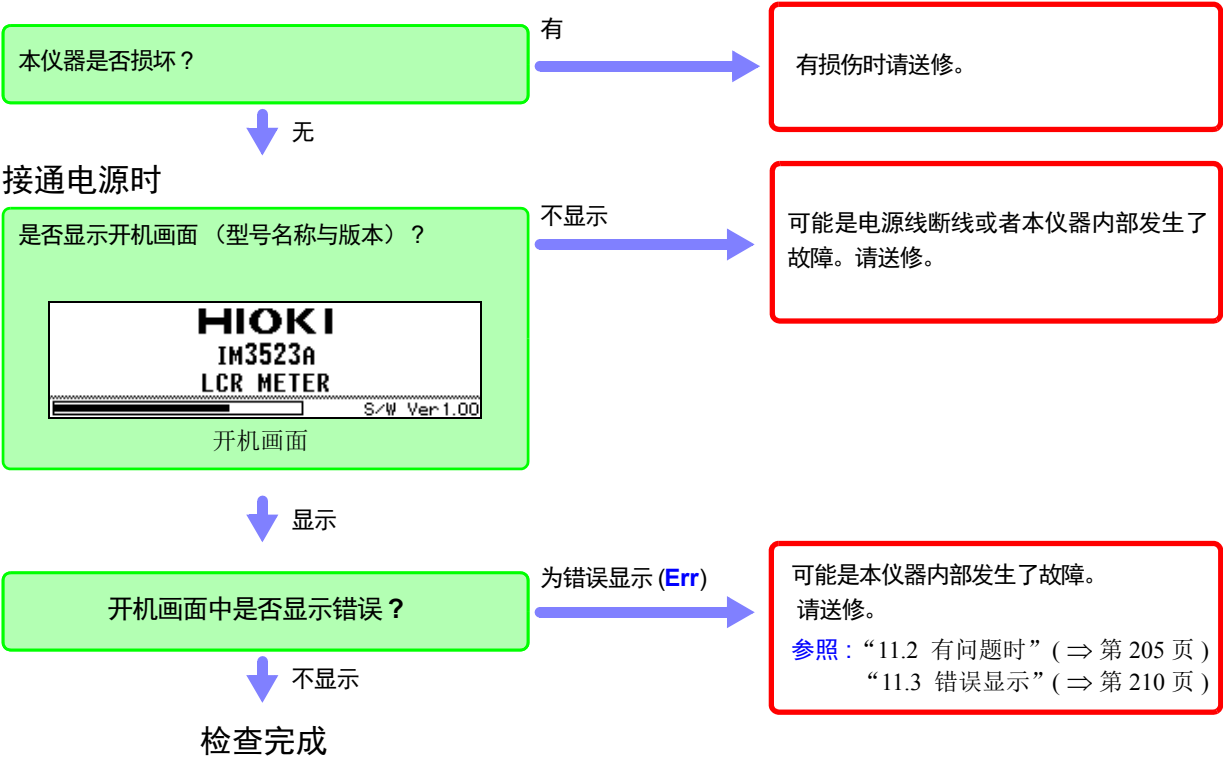 本仪器是否损坏？
有
有损伤时请送修。
无
接通电源时
是否显示开机画面 （型号名称与版本）？
不显示
可能是电源线断线或者本仪器内部发生了
故障。请送修。
HIOKI
IM3523A
LCR METER
S/W Ver1.00
开机画面
显示
开机画面中是否显示错误？
为错误显示 (Err)
可能是本仪器内部发生了故障。
请送修。
参照：“11.2 有问题时” ( ⇒ 第 205 页 )
“11.3 错误显示” ( ⇒ 第 210 页 )
不显示
检查完成